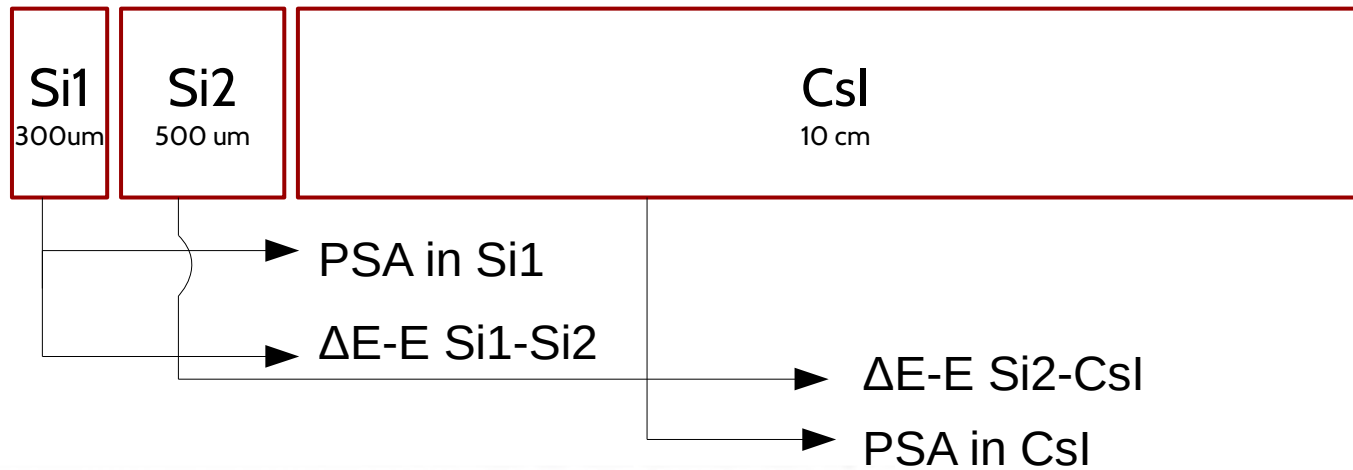 Si1
300um
Si2
500 um
CsI
10 cm
PSA in Si1
ΔE-E Si1-Si2
ΔE-E Si2-CsI
PSA in CsI